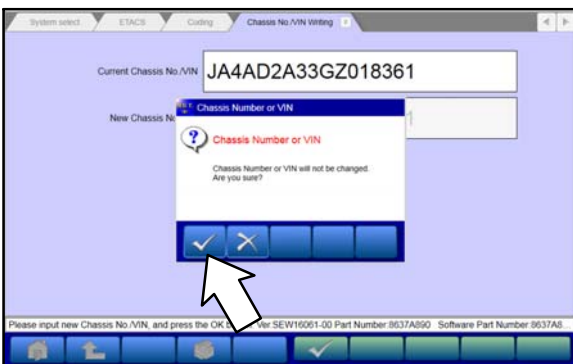 System select
ETACS
Coding
Chassis No./VIN Writing
Current Chassis No./VIN
JA4AD2A33GZ018361
New Chassis
Chassis Number or VIN
Chassis Number or VIN
Chassis Number or VIN will not be changed.
Are you sure?
Please input new Chassis No./VIN, and press the OK Ver.SEW16061-00 Part Number:8637A890 Software Part Number:8637A8...